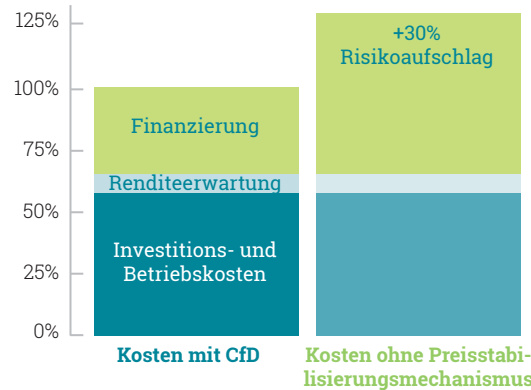 125%
100%
75%
50%
25%
0%
Finanzierung
Renditeerwartung
Investitions- und
Betriebskosten
+30%
Risikoaufschlag
Kosten mit CfD
Kosten ohne Preisstabi-
lisierungsmechanismus